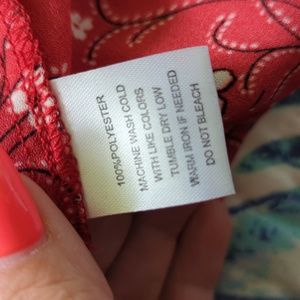 100%POLYESTER
MACHINE WASH COLD
WITH LIKE COLORS
TUMBLE DRY LOW
WARM IRON IF NEEDED
DO NOT BLEACH